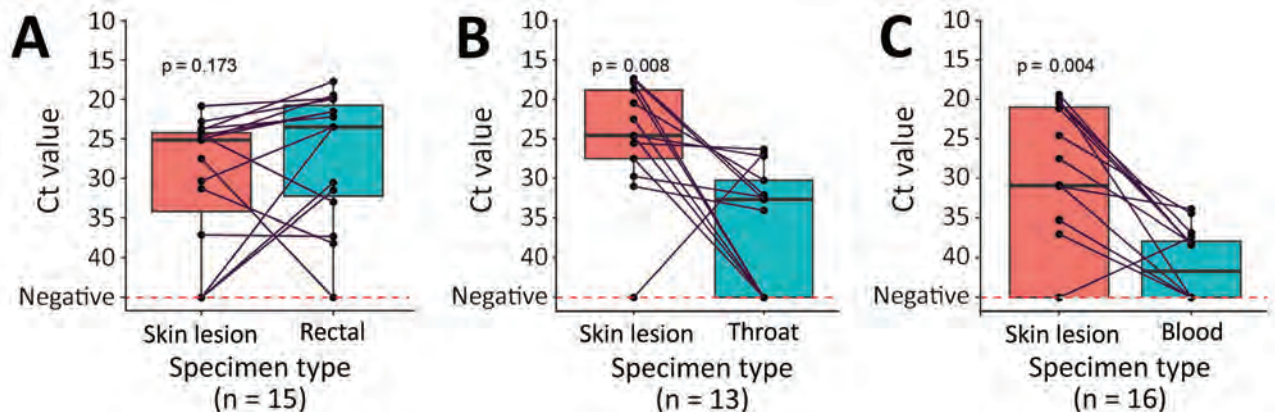 A
10
15
20
25
30
35
40
Negative
Ct value
p = 0.173
Skin lesion
Rectal
Specimen type
(n = 15)
B
10
15
20
25
30
35
40
Negative
Ct value
p = 0.008
Skin lesion
Throat
Specimen type
(n = 13)
C
10
15
20
25
30
35
40
Negative
Ct value
p = 0.004
Skin lesion
Blood
Specimen type
(n = 16)